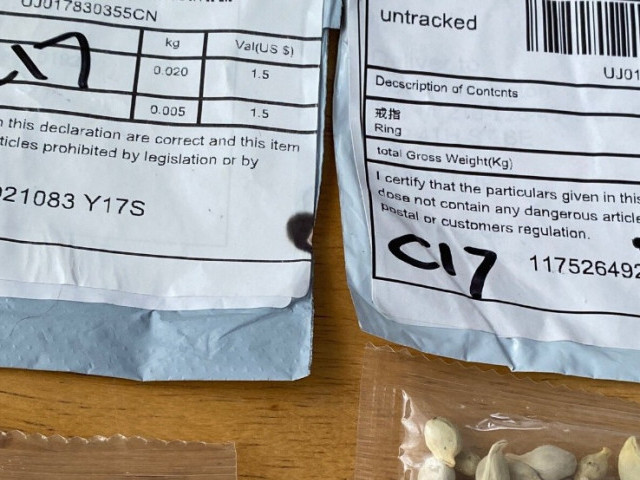 UJ017830355CN
kg Val(US $)
C17
0.020 1.5
0.005 1.5
n this declaration are correct and this item
ticles prohibited by legislation or by
021083 Y17S
untracked
UJ01
Decscription of Contcnts
戒指
Ring
total Gross Weight(Kg)
I certify that the particulars given in this
dose not contain any dangerous article
postal or customers regulation.
C17 117526492